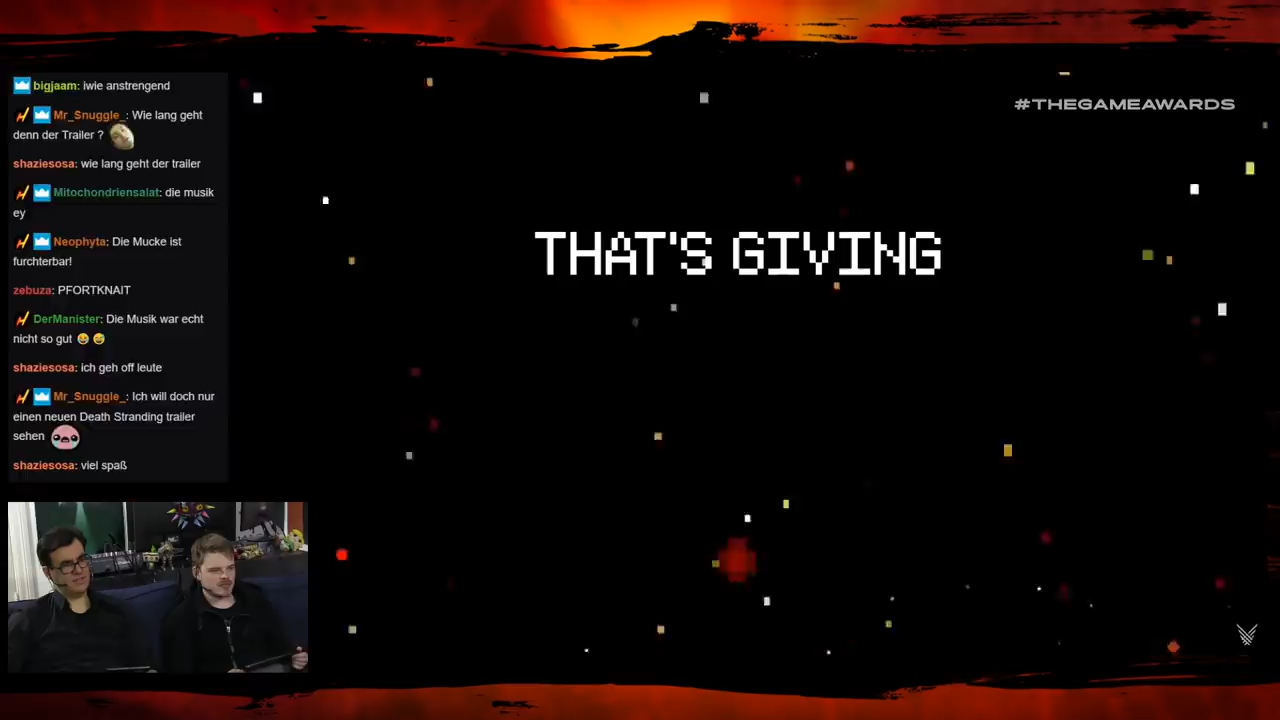 bigjaam: iwie anstrengend
Mr_Snuggle_: Wie lang geht
denn der Trailer ?
shaziesosa: wie lang geht der trailer
Mitochondriensalat: die musik
ey
Neophyta: Die Mucke ist
furchterbar!
zebuza: PFORTKNAIT
DerManister: Die Musik war echt
nicht so gut
shaziesosa: ich geh off leute
Mr_Snuggle_: Ich will doch nur
einen neuen Death Stranding trailer
sehen
shaziesosa: viel spaß
#THEGAMEAWARDS
THAT'S GIVING